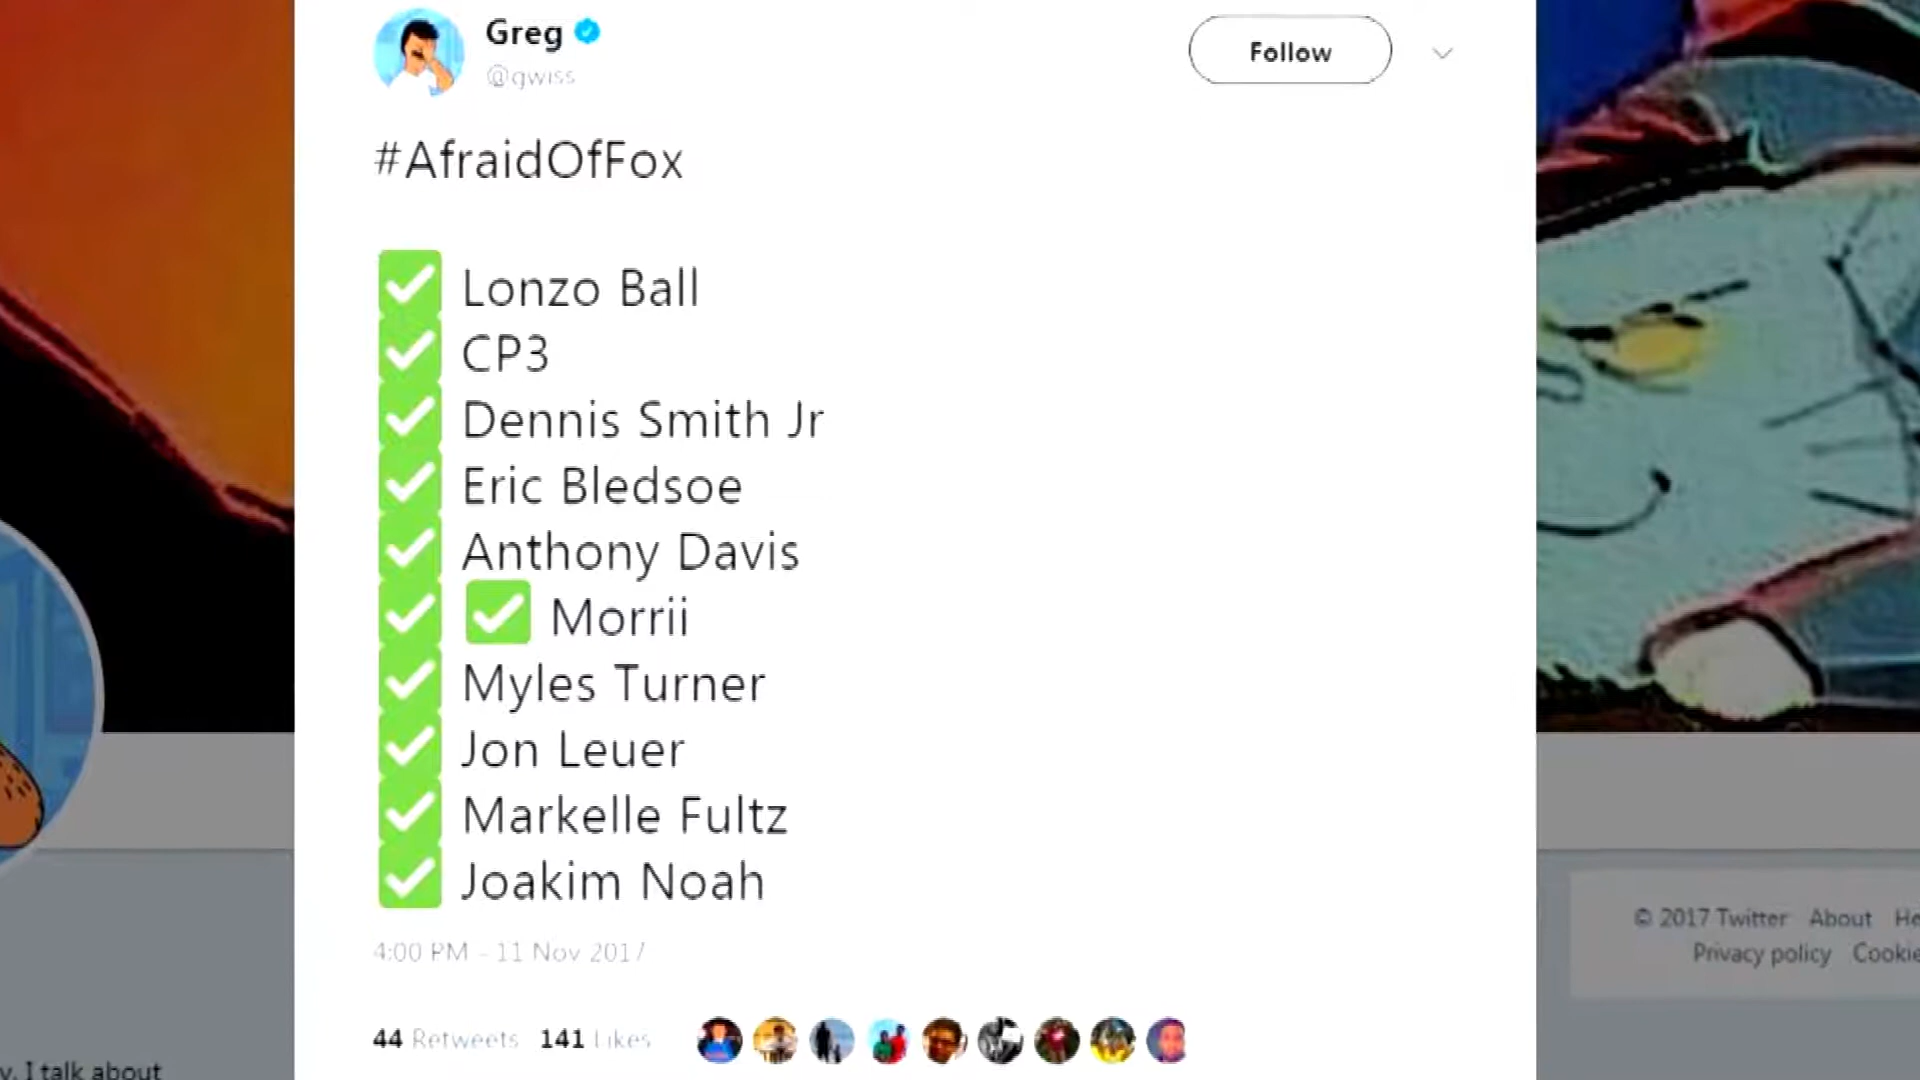 Greg
@gwiss
Follow
#AfraidOfFox
✅ Lonzo Ball
✅ CP3
✅ Dennis Smith Jr
✅ Eric Bledsoe
✅ Anthony Davis
✅ ✅ Morrii
✅ Myles Turner
✅ Jon Leuer
✅ Markelle Fultz
✅ Joakim Noah
4:00 PM - 11 Nov 2017
44 Retweets 141 Likes
© 2017 Twitter About He
Privacy policy Cookie
y. I talk about